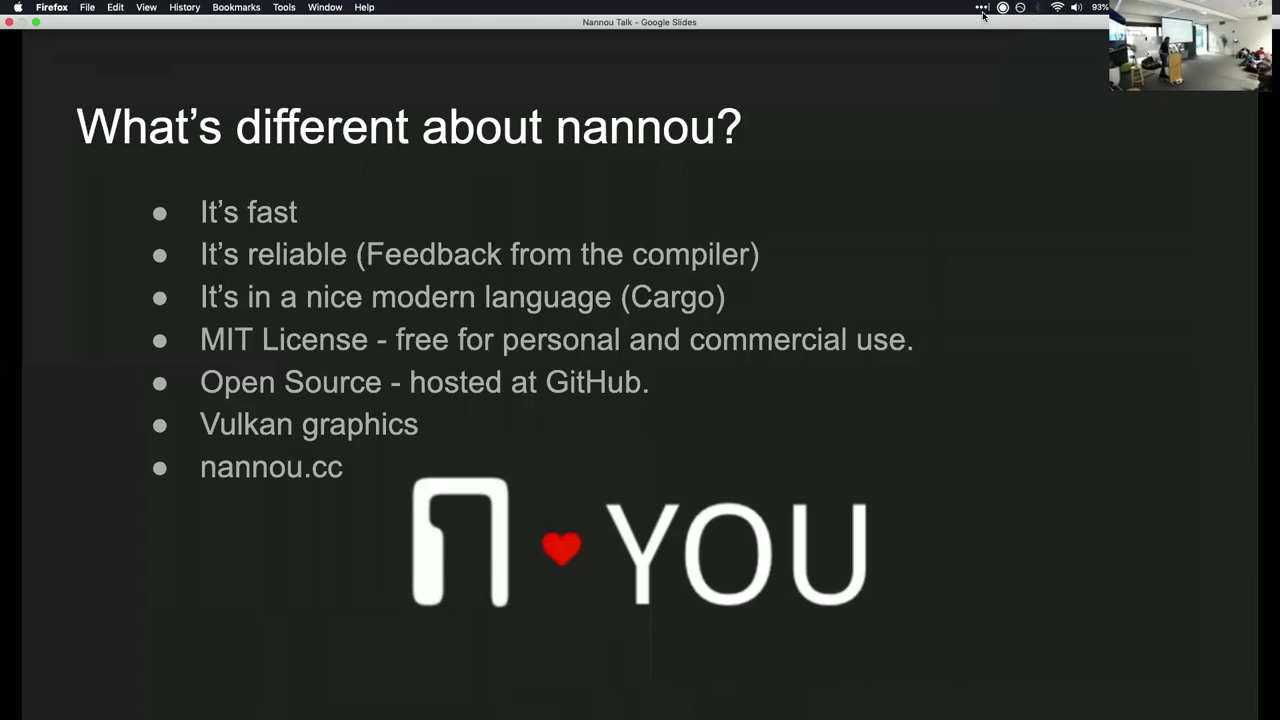 Firefox File Edit View History Bookmarks Tools Window Help 93%
Nannou Talk - Google Slides
What's different about nannou?
● It's fast
● It's reliable (Feedback from the compiler)
● It's in a nice modern language (Cargo)
● MIT License - free for personal and commercial use.
● Open Source - hosted at GitHub.
● Vulkan graphics
● nannou.cc
n ❤ YOU